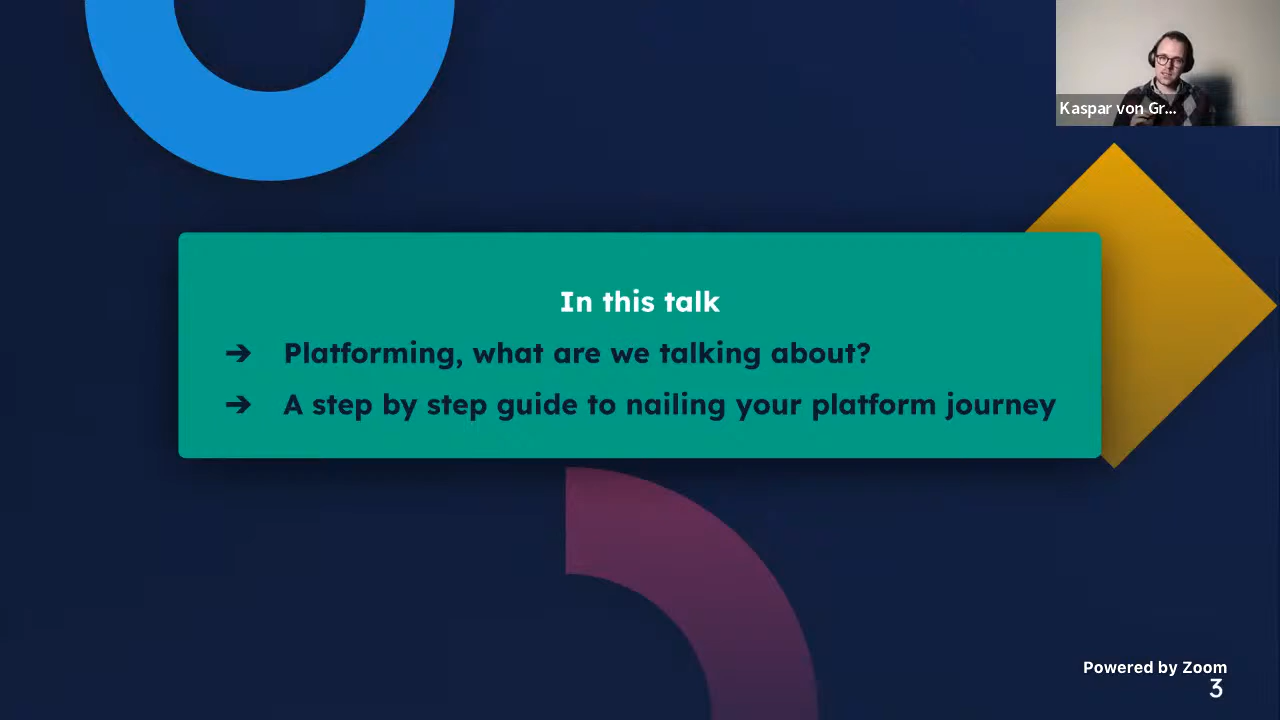 Kaspar von Gr...
In this talk
➔ Platforming, what are we talking about?
➔ A step by step guide to nailing your platform journey
Powered by Zoom
3